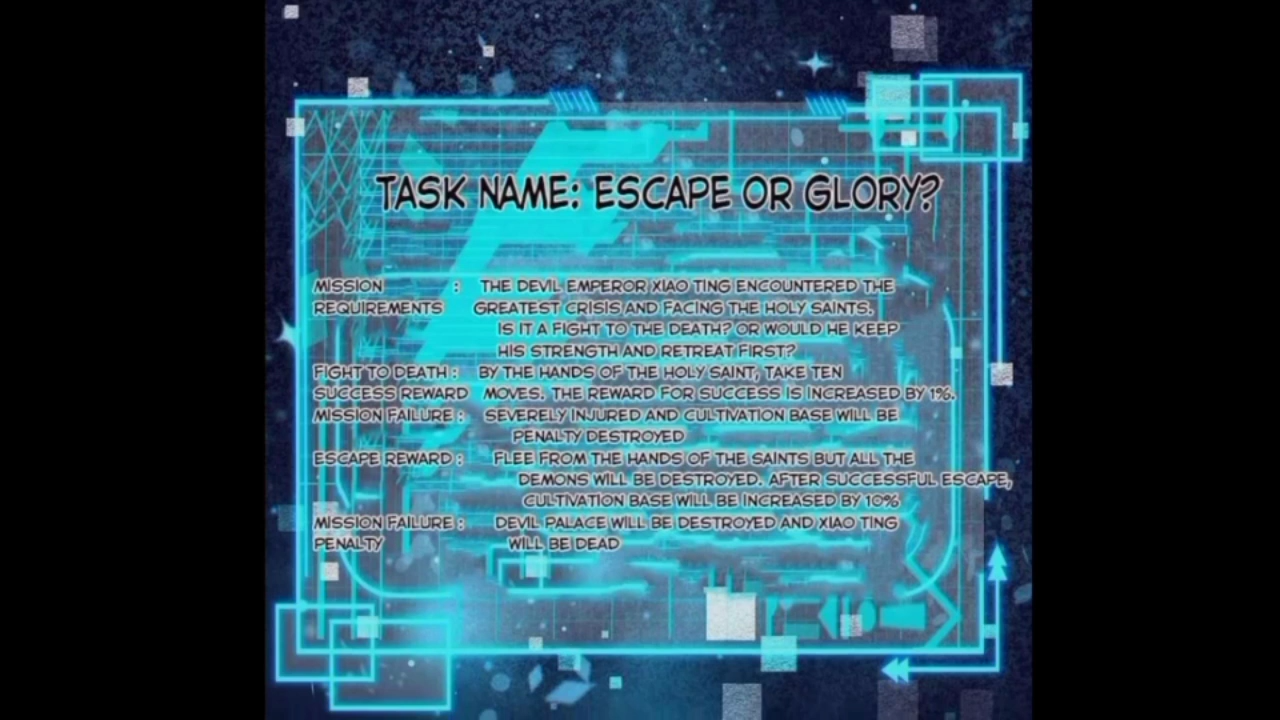 TASK NAME: ESCAPE OR GLORY?
MISSION : THE DEVIL EMPEROR XIAO TING ENCOUNTERED THE
REQUIREMENTS GREATEST CRISIS AND FACING THE HOLY SAINTS.
IS IT A FIGHT TO THE DEATH? OR WOULD HE KEEP
HIS STRENGTH AND RETREAT FIRST?
FIGHT TO DEATH : BY THE HANDS OF THE HOLY SAINT, TAKE TEN
SUCCESS REWARD MOVES. THE REWARD FOR SUCCESS IS INCREASED BY 1%.
MISSION FAILURE : SEVERELY INJURED AND CULTIVATION BASE WILL BE
PENALTY DESTROYED
ESCAPE REWARD : FLEE FROM THE HANDS OF THE SAINTS BUT ALL THE
DEMONS WILL BE DESTROYED. AFTER SUCCESSFUL ESCAPE,
CULTIVATION BASE WILL BE INCREASED BY 10%
MISSION FAILURE : DEVIL PALACE WILL BE DESTROYED AND XIAO TING
PENALTY WILL BE DEAD